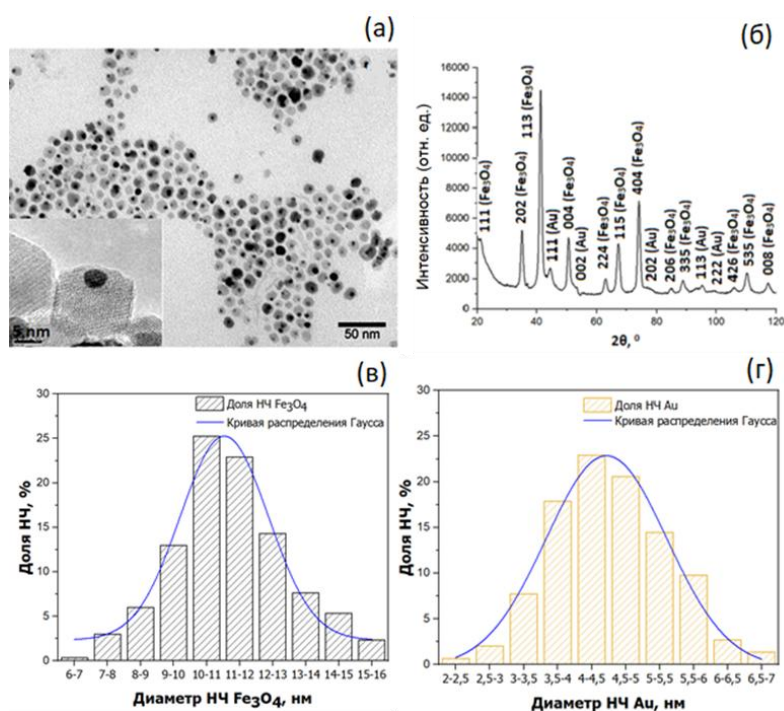 (а)
5 nm
50 nm
(б)
Интенсивность (отн. ед.)
16000
14000
12000
10000
8000
6000
4000
2000
0
111 (Fe₃O₄)
202 (Fe₃O₄)
113 (Fe₃O₄)
111 (Au)
004 (Fe₃O₄)
002 (Au)
224 (Fe₃O₄)
115 (Fe₃O₄)
404 (Fe₃O₄)
202 (Au)
206 (Fe₃O₄)
335 (Fe₃O₄)
113 (Au)
222 (Au)
426 (Fe₃O₄)
535 (Fe₃O₄)
008 (Fe₃O₄)
20 40 60 80 100 120
2θ, °
(в)
Доля НЧ Fe₃O₄
Кривая распределения Гаусса
Доля НЧ, %
30
25
20
15
10
5
0
6-7 7-8 8-9 9-10 10-11 11-12 12-13 13-14 14-15 15-16
Диаметр НЧ Fe₃O₄, нм
(г)
Доля НЧ Au
Кривая распределения Гаусса
Доля НЧ, %
30
25
20
15
10
5
0
2-2,5 2,5-3 3-3,5 3,5-4 4-4,5 4,5-5 5-5,5 5,5-6 6-6,5 6,5-7
Диаметр НЧ Au, нм